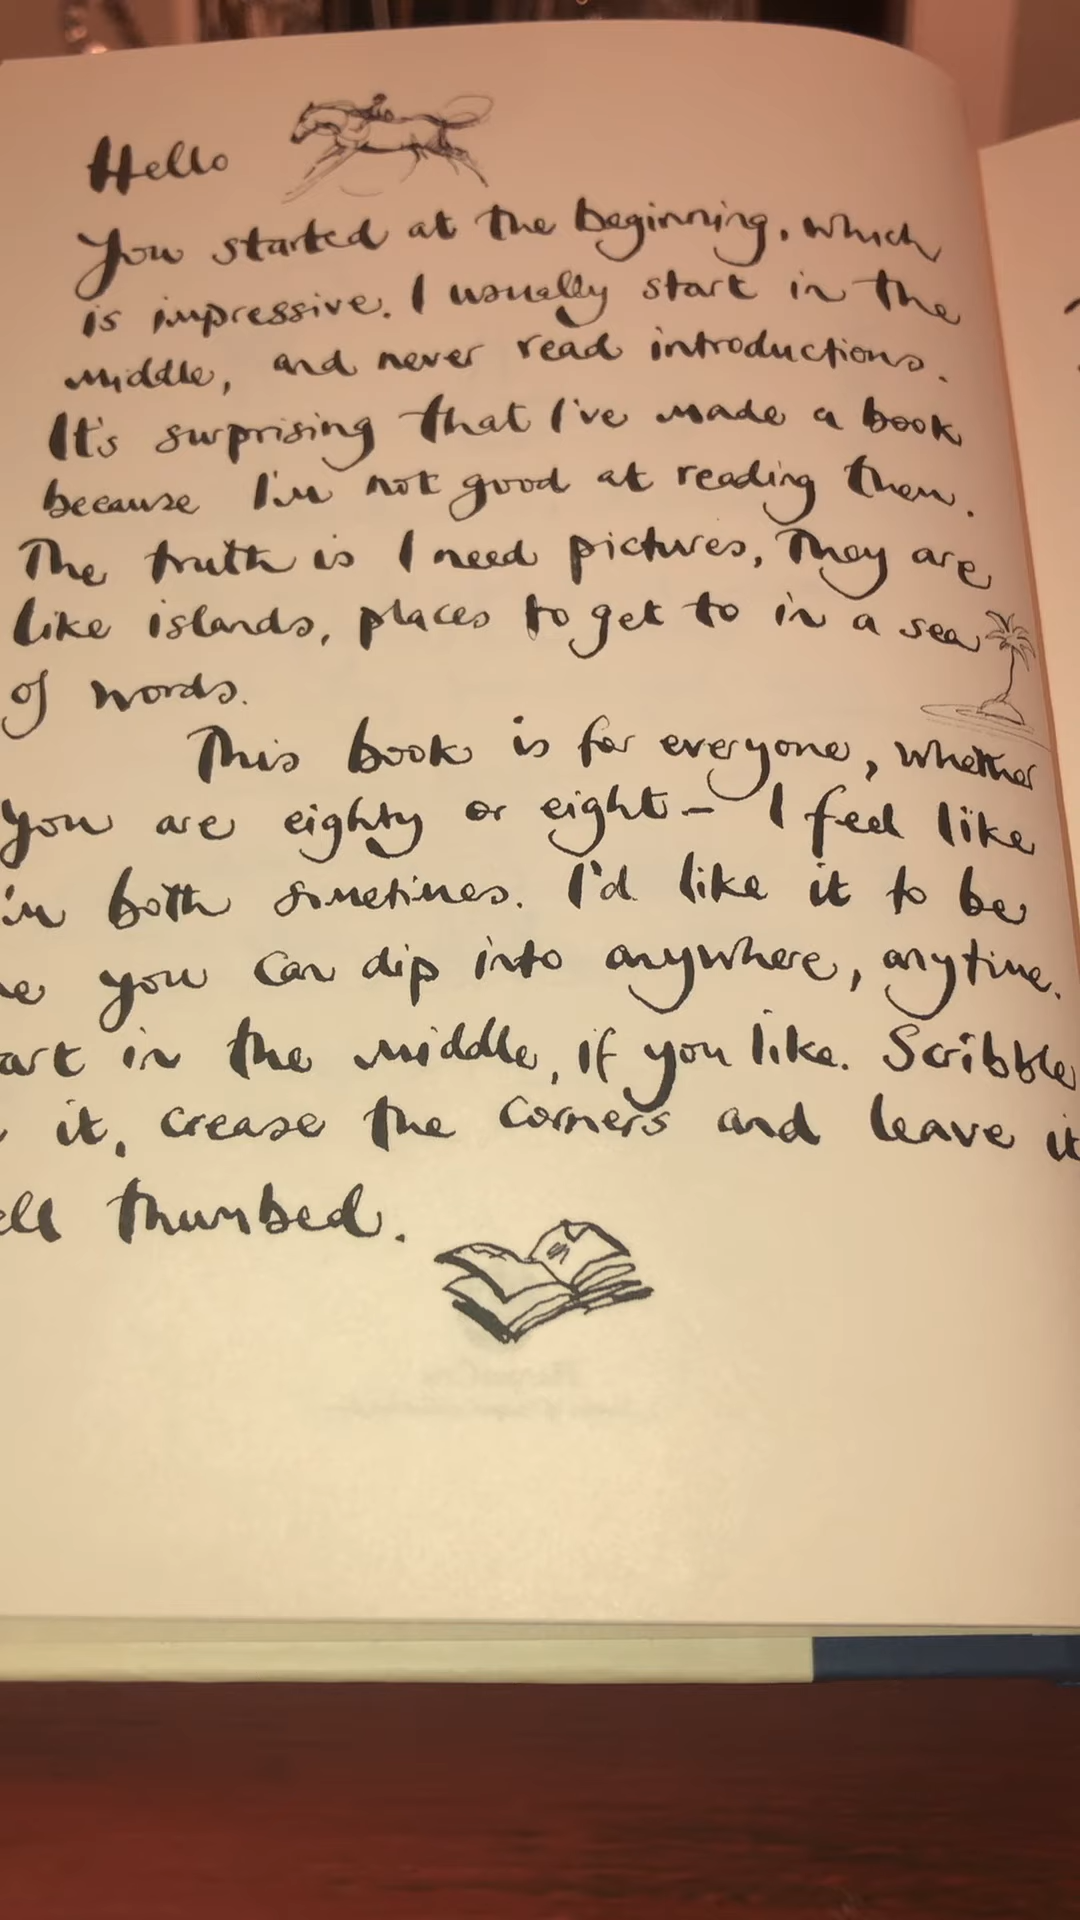 Hello
You started at the beginning, which
is impressive. I usually start in the
middle, and never read introductions.
It's surprising that I've made a book
because I'm not good at reading them.
The truth is I need pictures, They are
like islands, places to get to in a sea
of words.
This book is for everyone, whether
you are eighty or eight - I feel like
'm both sometimes. I'd like it to be
you can dip into anywhere, anytime.
art in the middle, if you like. Scribble
it, crease the corners and leave it
ell thumbed.